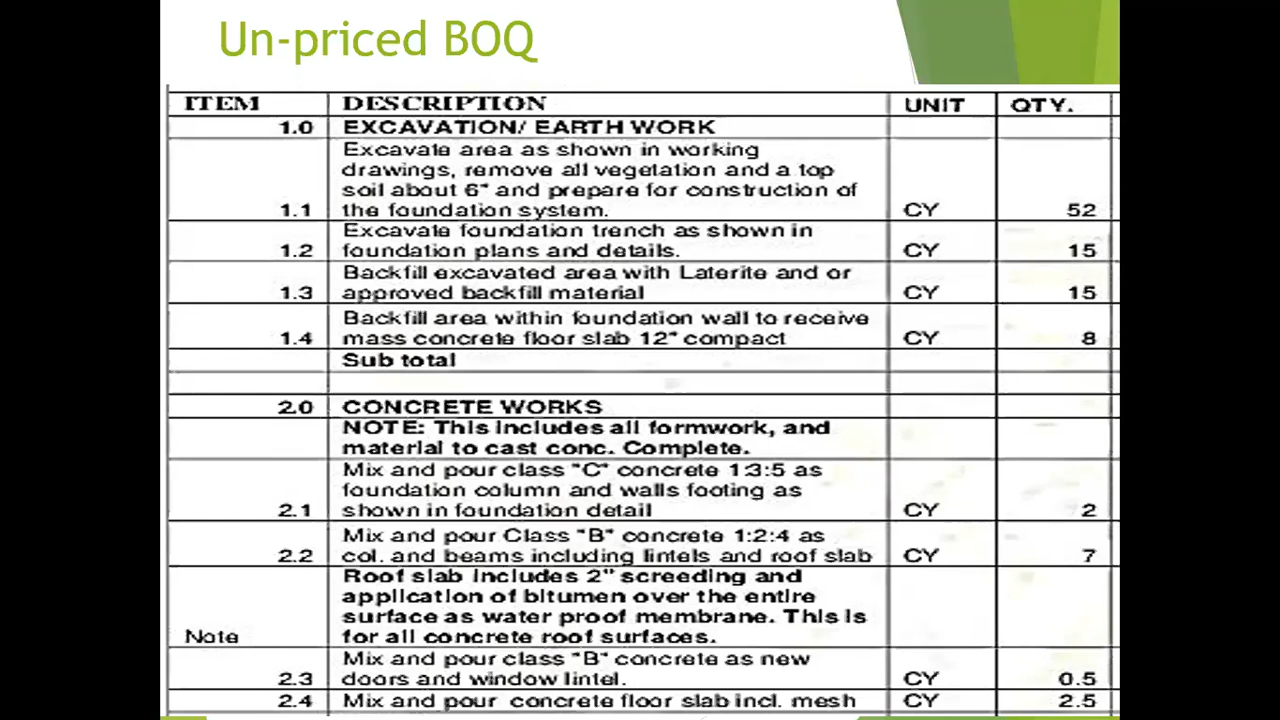 Un-priced BOQ
ITEM DESCRIPTION UNIT QTY.
1.0 EXCAVATION/ EARTH WORK
Excavate area as shown in working
drawings, remove all vegetation and a top
soil about 6" and prepare for construction of
1.1 the foundation system. CY 52
Excavate foundation trench as shown in
1.2 foundation plans and details. CY 15
Backfill excavated area with Laterite and or
1.3 approved backfill material CY 15
Backfill area within foundation wall to receive
1.4 mass concrete floor slab 12" compact CY 8
Sub total
2.0 CONCRETE WORKS
NOTE: This includes all formwork, and
material to cast conc. Complete.
Mix and pour class "C" concrete 1:3:5 as
foundation column and walls footing as
2.1 shown in foundation detail CY 2
Mix and pour Class "B" concrete 1:2:4 as
2.2 col. and beams including lintels and roof slab CY 7
Roof slab includes 2" screeding and
application of bitumen over the entire
surface as water proof membrane. This is
Note for all concrete roof surfaces.
Mix and pour class "B" concrete as new
2.3 doors and window lintel. CY 0.5
2.4 Mix and pour concrete floor slab incl. mesh CY 2.5